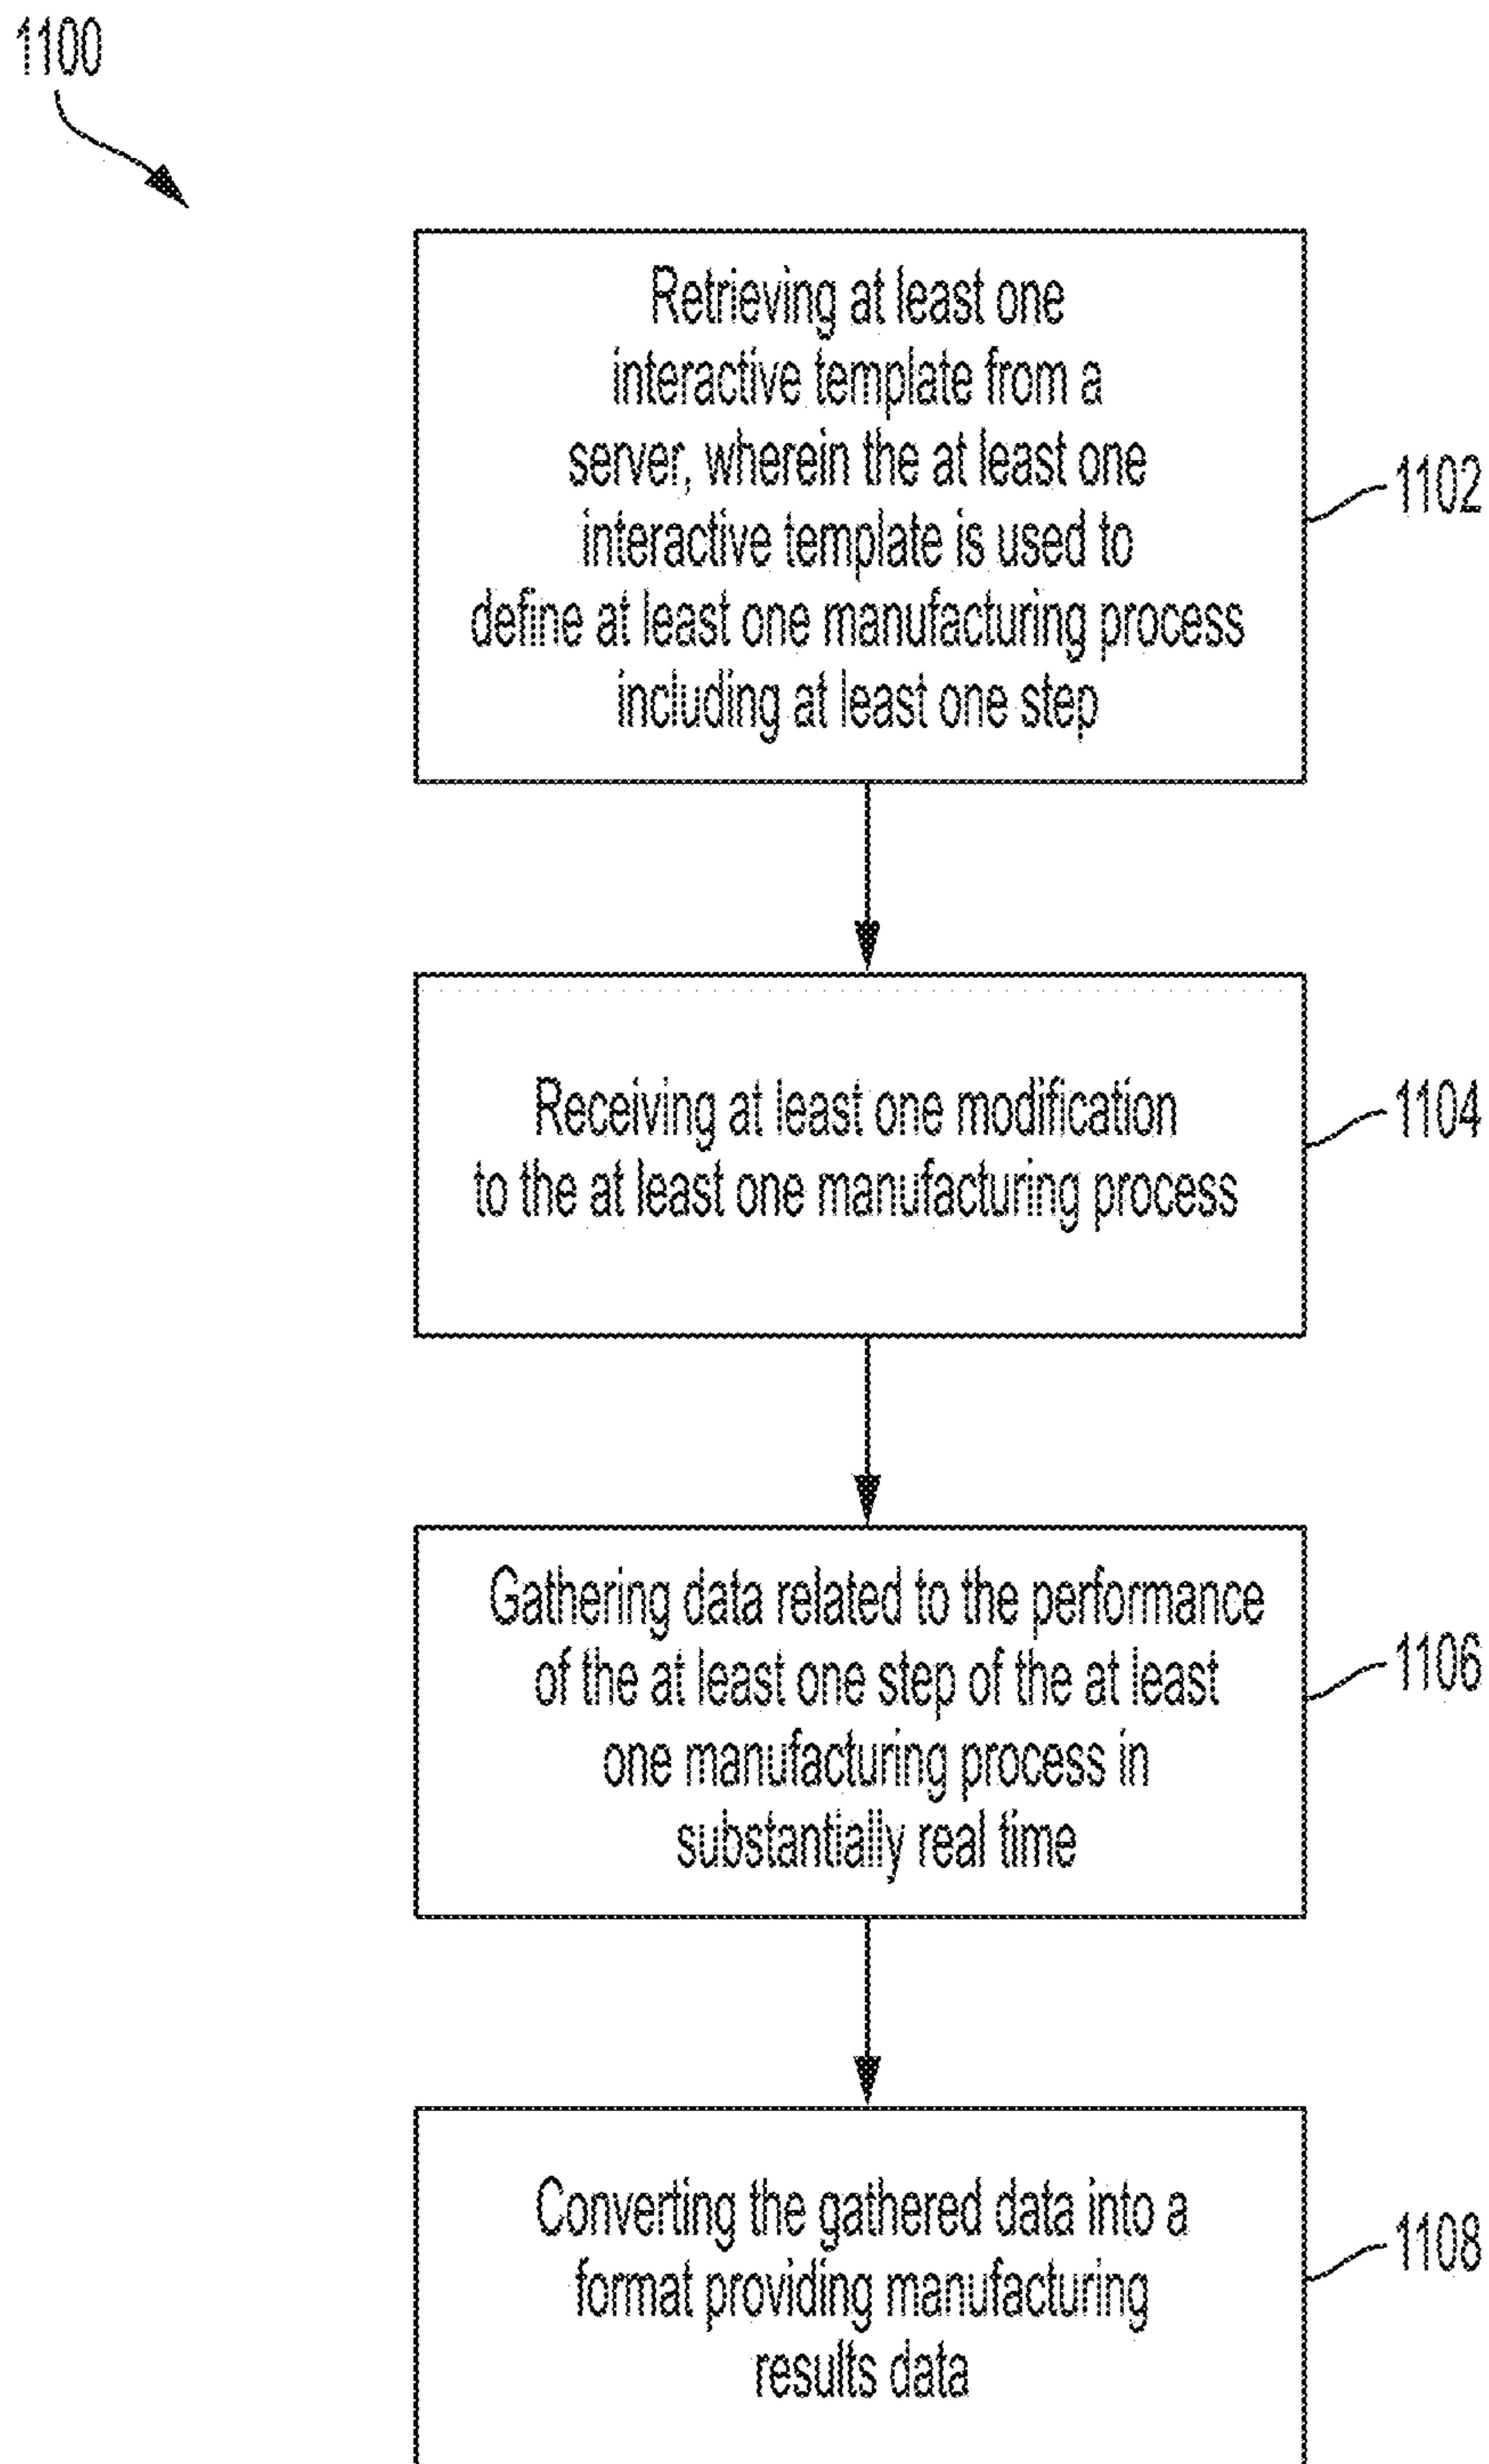 1100
Retrieving at least one
interactive template from a
server, wherein the at least one
interactive template is used to
define at least one manufacturing process
including at least one step
1102
Receiving at least one modification
to the at least one manufacturing process
1104
Gathering data related to the performance
of the at least one step of the at least
one manufacturing process in
substantially real time
1106
Converting the gathered data into a
format providing manufacturing
results data
1108